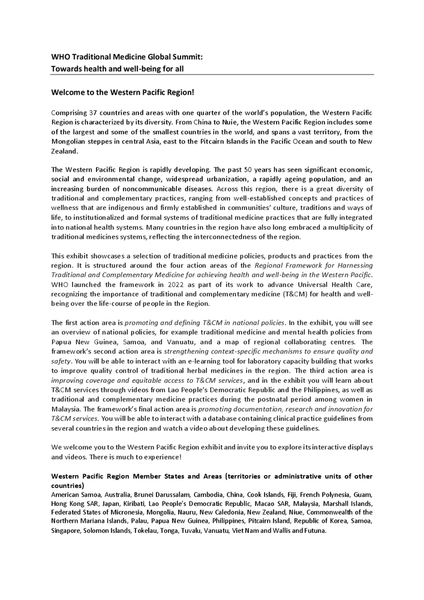 WHO Traditional Medicine Global Summit:
Towards health and well-being for all
Welcome to the Western Pacific Region!
Comprising 37 countries and areas with one quarter of the world's population, the Western Pacific
Region is characterized by its diversity. From China to Nuie, the Western Pacific Region includes some
of the largest and some of the smallest countries in the world, and spans a vast territory, from the
Mongolian steppes in central Asia, east to the Pitcairn Islands in the Pacific Ocean and south to New
Zealand.
The Western Pacific Region is rapidly developing. The past 50 years has seen significant economic,
social and environmental change, widespread urbanization, a rapidly ageing population, and an
increasing burden of noncommunicable diseases. Across this region, there is a great diversity of
traditional and complementary practices, ranging from well-established concepts and practices of
wellness that are indigenous and firmly established in communities' culture, traditions and ways of
life, to institutionalized and formal systems of traditional medicine practices that are fully integrated
into national health systems. Many countries in the region have also long embraced a multiplicity of
traditional medicines systems, reflecting the interconnectedness of the region.
This exhibit showcases a selection of traditional medicine policies, products and practices from the
region. It is structured around the four action areas of the Regional Framework for Harnessing
Traditional and Complementary Medicine for achieving health and well-being in the Western Pacific.
WHO launched the framework in 2022 as part of its work to advance Universal Health Care,
recognizing the importance of traditional and complementary medicine (T&CM) for health and well-
being over the life-course of people in the Region.
The first action area is promoting and defining T&CM in national policies. In the exhibit, you will see
an overview of national policies, for example traditional medicine and mental health policies from
Papua New Guinea, Samoa, and Vanuatu, and a map of regional collaborating centres. The
framework's second action area is strengthening context-specific mechanisms to ensure quality and
safety. You will be able to interact with an e-learning tool for laboratory capacity building that works
to improve quality control of traditional herbal medicines in the region. The third action area is
improving coverage and equitable access to T&CM services, and in the exhibit you will learn about
T&CM services through videos from Lao People's Democratic Republic and the Philippines, as well as
traditional and complementary medicine practices during the postnatal period among women in
Malaysia. The framework's final action area is promoting documentation, research and innovation for
T&CM services. You will be able to interact with a database containing clinical practice guidelines from
several countries in the region and watch a video about developing these guidelines.
We welcome you to the Western Pacific Region exhibit and invite you to explore its interactive displays
and videos. There is much to experience!
Western Pacific Region Member States and Areas (territories or administrative units of other
countries)
American Samoa, Australia, Brunei Darussalam, Cambodia, China, Cook Islands, Fiji, French Polynesia, Guam,
Hong Kong SAR, Japan, Kiribati, Lao People's Democratic Republic, Macao SAR, Malaysia, Marshall Islands,
Federated States of Micronesia, Mongolia, Nauru, New Caledonia, New Zealand, Niue, Commonwealth of the
Northern Mariana Islands, Palau, Papua New Guinea, Philippines, Pitcairn Island, Republic of Korea, Samoa,
Singapore, Solomon Islands, Tokelau, Tonga, Tuvalu, Vanuatu, Viet Nam and Wallis and Futuna.